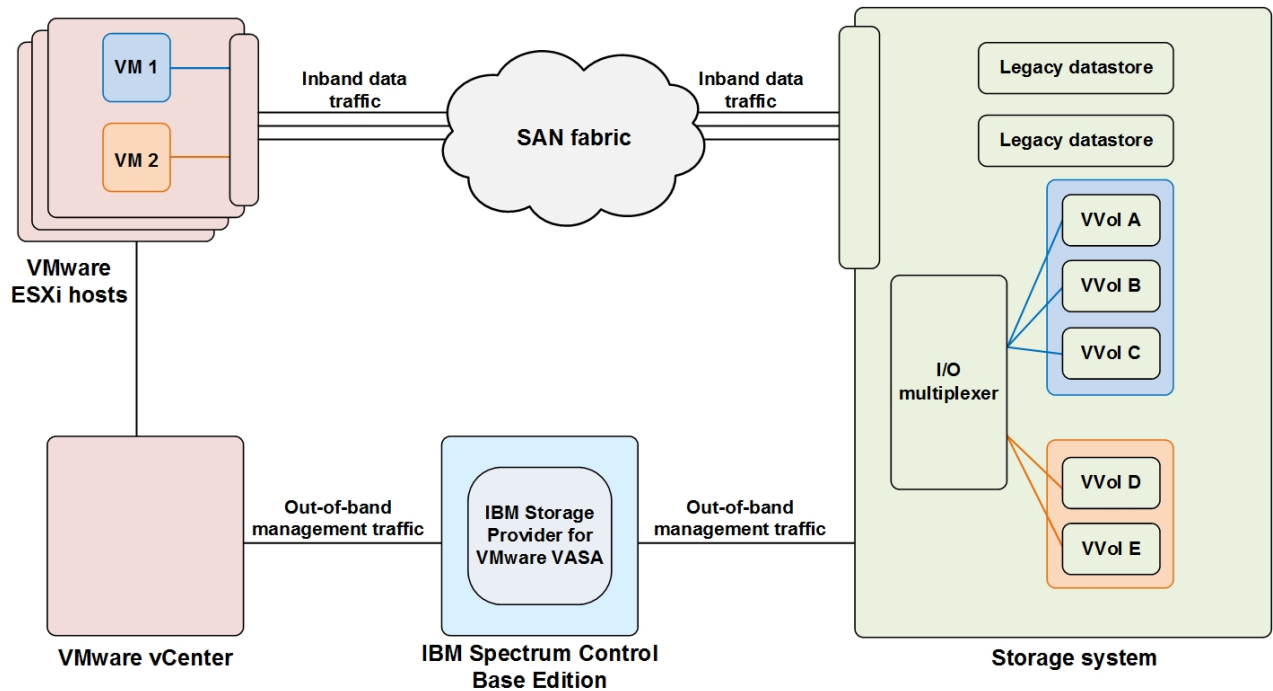 VM 1
VM 2
VMware
ESXi hosts
Inband data
traffic
SAN fabric
Inband data
traffic
Legacy datastore
Legacy datastore
VVol A
VVol B
VVol C
I/O
multiplexer
VVol D
VVol E
Storage system
VMware vCenter
Out-of-band
management traffic
IBM Storage
Provider for
VMware VASA
IBM Spectrum Control
Base Edition
Out-of-band
management traffic